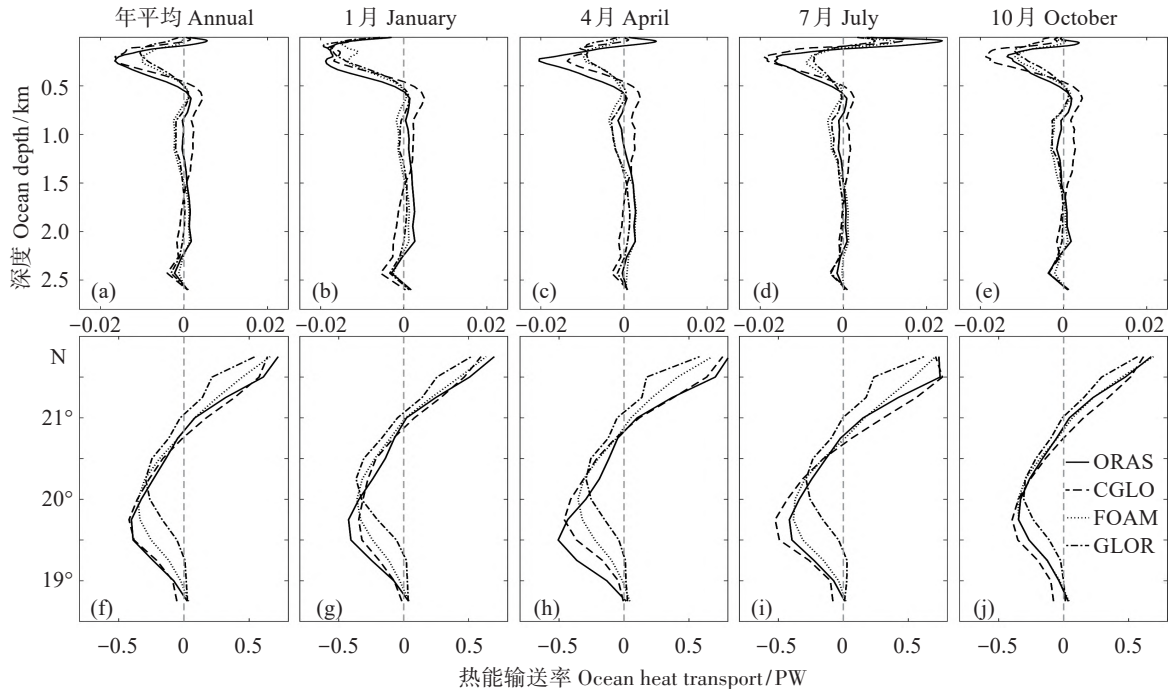 年平均 Annual
1月 January
4月 April
7月 July
10月 October
深度 Ocean depth/km
0.5
1.0
1.5
2.0
2.5
(a)
(b)
(c)
(d)
(e)
−0.02 0 0.02
−0.02 0 0.02
−0.02 0 0.02
−0.02 0 0.02
−0.02 0 0.02
N
21°
20°
19°
ORAS
CGLO
FOAM
GLOR
(f)
(g)
(h)
(i)
(j)
−0.5 0 0.5
−0.5 0 0.5
−0.5 0 0.5
−0.5 0 0.5
−0.5 0 0.5
热能输送率 Ocean heat transport/PW